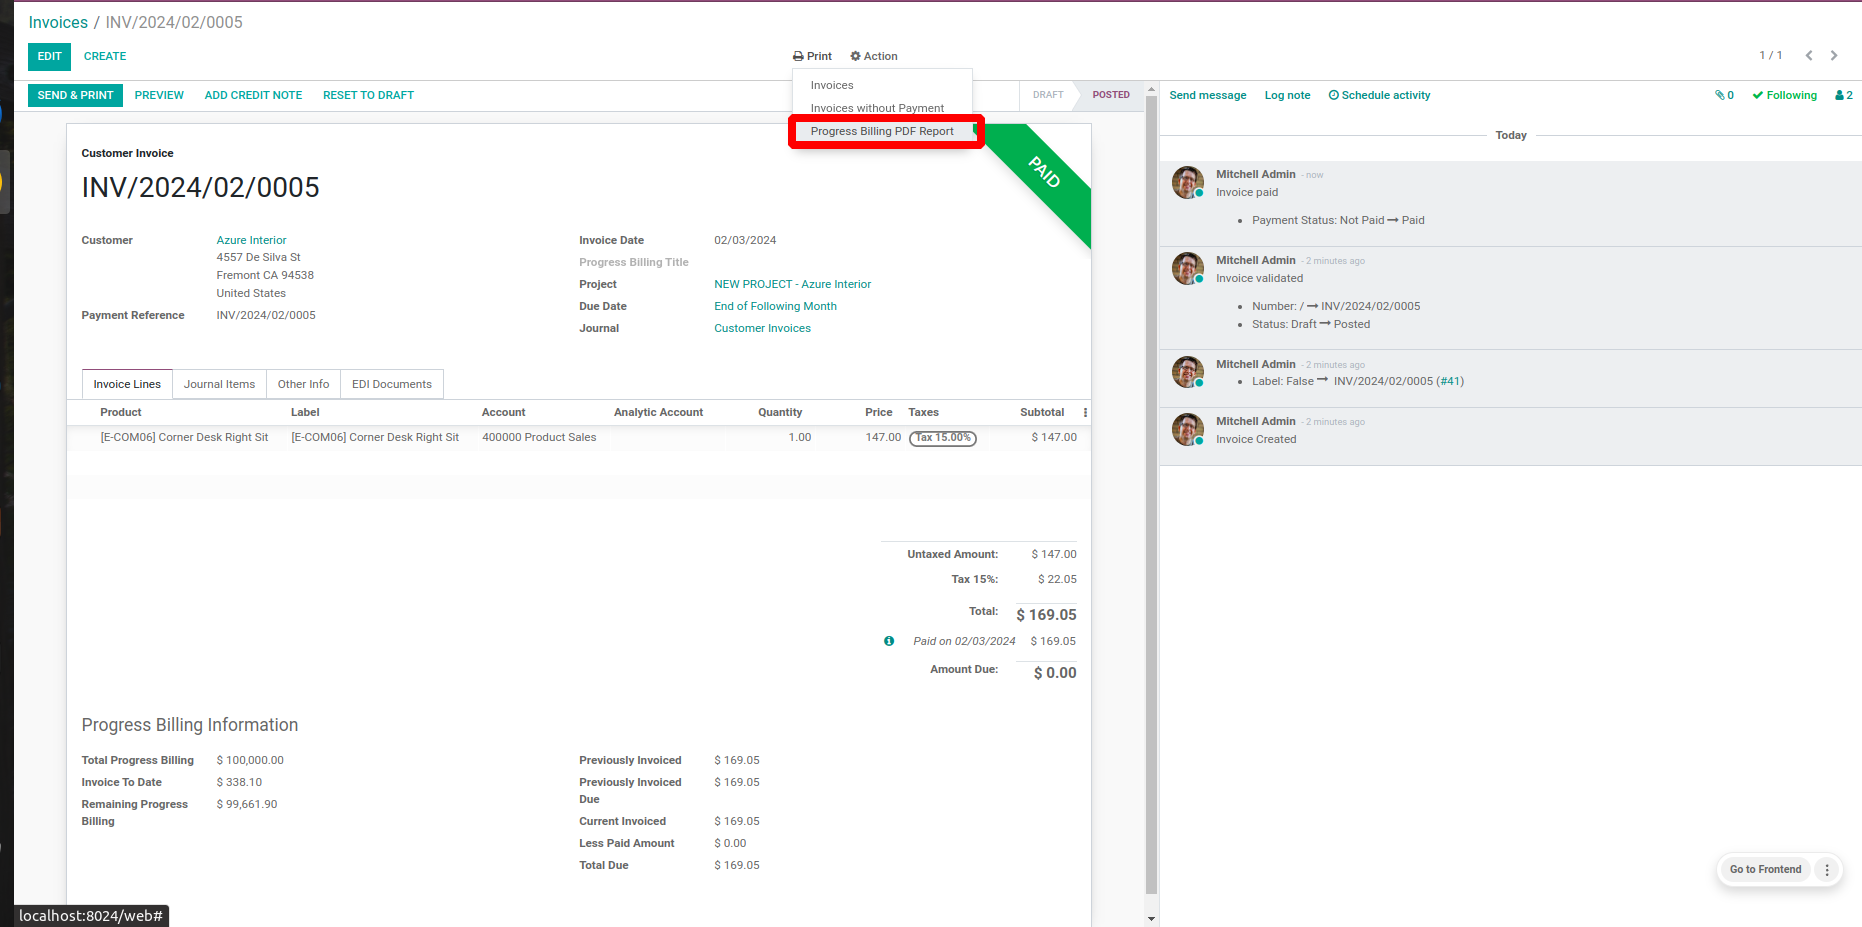 Invoices / INV/2024/02/0005
EDIT CREATE Print Action 1 / 1
Invoices
Invoices without Payment
Progress Billing PDF Report
SEND & PRINT PREVIEW ADD CREDIT NOTE RESET TO DRAFT DRAFT POSTED
Send message Log note Schedule activity 0 Following 2
Customer Invoice
INV/2024/02/0005
PAID
Customer Azure Interior
4557 De Silva St
Fremont CA 94538
United States
Payment Reference INV/2024/02/0005
Invoice Date 02/03/2024
Progress Billing Title
Project NEW PROJECT - Azure Interior
Due Date End of Following Month
Journal Customer Invoices
Invoice Lines Journal Items Other Info EDI Documents
Product Label Account Analytic Account Quantity Price Taxes Subtotal
[E-COM06] Corner Desk Right Sit [E-COM06] Corner Desk Right Sit 400000 Product Sales 1.00 147.00 Tax 15.00% $ 147.00
Untaxed Amount: $ 147.00
Tax 15%: $ 22.05
Total: $ 169.05
Paid on 02/03/2024 $ 169.05
Amount Due: $ 0.00
Progress Billing Information
Total Progress Billing $ 100,000.00
Invoice To Date $ 338.10
Remaining Progress Billing $ 99,661.90
Previously Invoiced $ 169.05
Previously Invoiced Due $ 169.05
Current Invoiced $ 169.05
Less Paid Amount $ 0.00
Total Due $ 169.05
Today
Mitchell Admin - now
Invoice paid
Payment Status: Not Paid Paid
Mitchell Admin - 2 minutes ago
Invoice validated
Number: / INV/2024/02/0005
Status: Draft Posted
Mitchell Admin - 2 minutes ago
Label: False INV/2024/02/0005 (#41)
Mitchell Admin - 2 minutes ago
Invoice Created
Go to Frontend
localhost:8024/web#